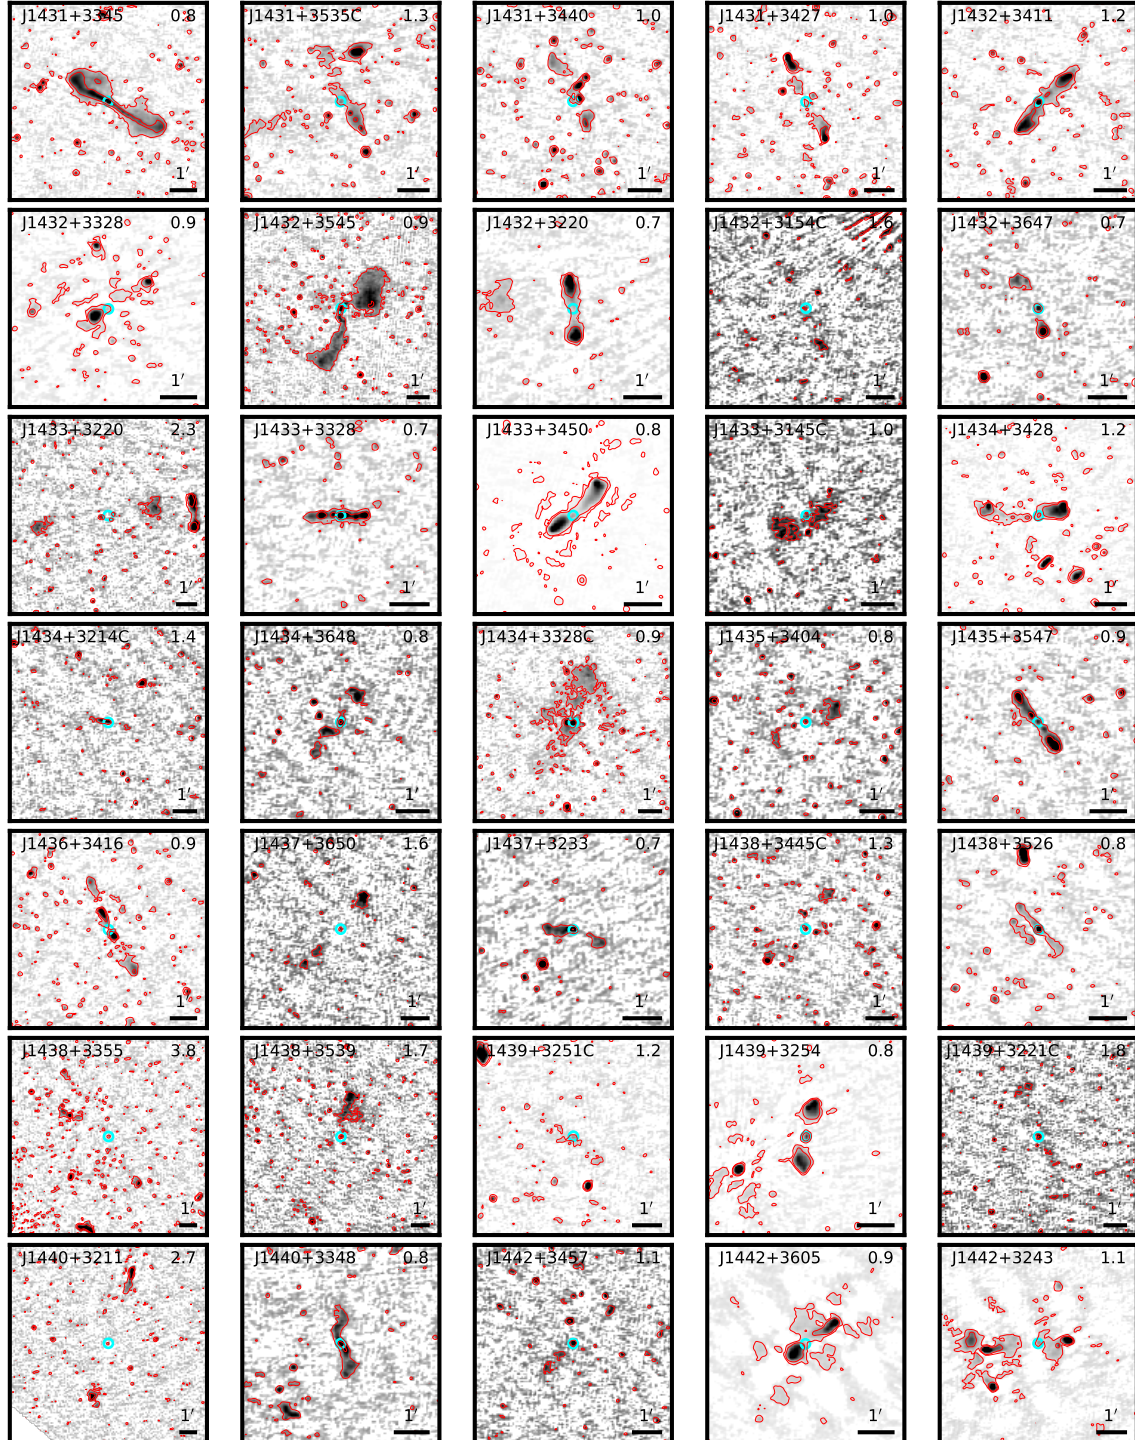 J1431+3345 0.8
J1431+3535C 1.3
J1431+3440 1.0
J1431+3427 1.0
J1432+3411 1.2
1′
1′
1′
1′
1′
J1432+3328 0.9
J1432+3545 0.9
J1432+3220 0.7
J1432+3154C 1.6
J1432+3647 0.7
1′
1′
1′
1′
1′
J1433+3220 2.3
J1433+3328 0.7
J1433+3450 0.8
J1433+3145C 1.0
J1434+3428 1.2
1′
1′
1′
1′
1′
J1434+3214C 1.4
J1434+3648 0.8
J1434+3328C 0.9
J1435+3404 0.8
J1435+3547 0.9
1′
1′
1′
1′
1′
J1436+3416 0.9
J1437+3650 1.6
J1437+3233 0.7
J1438+3445C 1.3
J1438+3526 0.8
1′
1′
1′
1′
1′
J1438+3355 3.8
J1438+3539 1.7
J1439+3251C 1.2
J1439+3254 0.8
J1439+3221C 1.8
1′
1′
1′
1′
1′
J1440+3211 2.7
J1440+3348 0.8
J1442+3457 1.1
J1442+3605 0.9
J1442+3243 1.1
1′
1′
1′
1′
1′